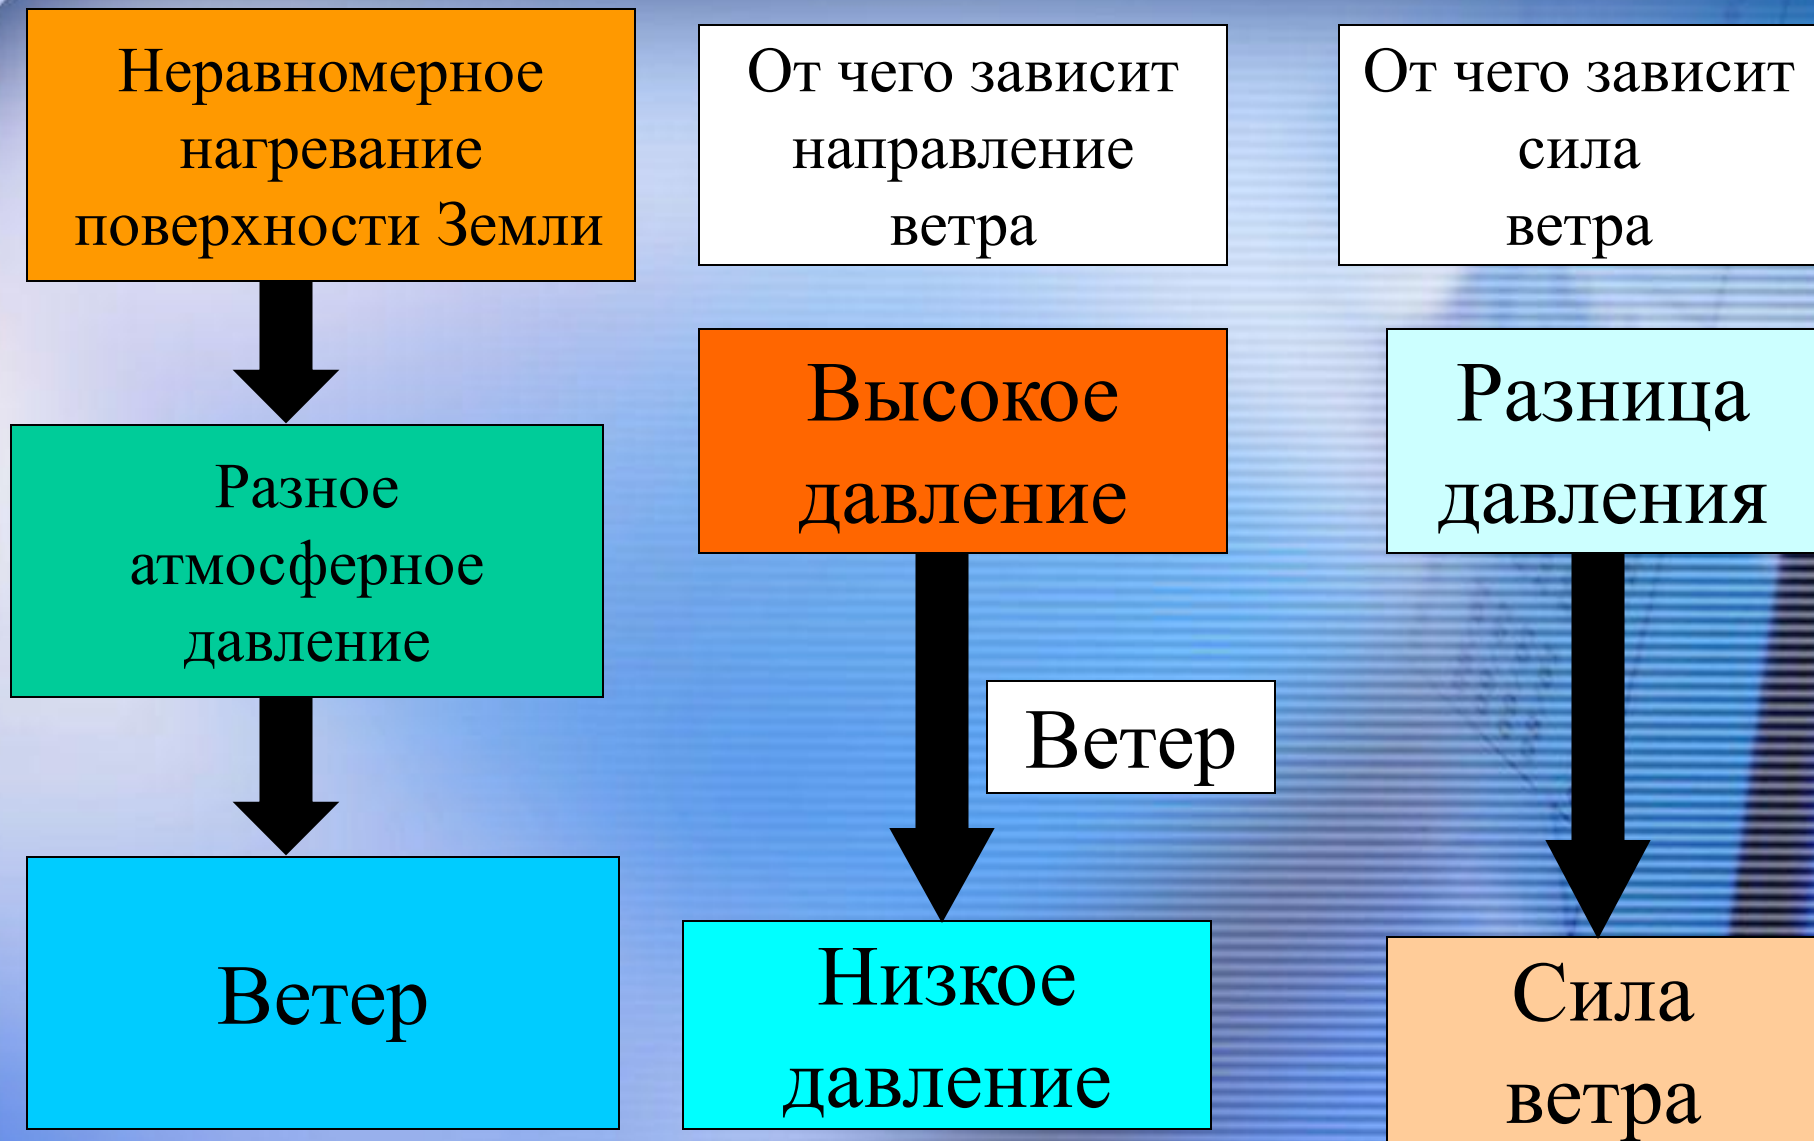 Неравномерное
нагревание
поверхности Земли
Разное
атмосферное
давление
Ветер
От чего зависит
направление
ветра
Высокое
давление
Ветер
Низкое
давление
От чего зависит
сила
ветра
Разница
давления
Сила
ветра